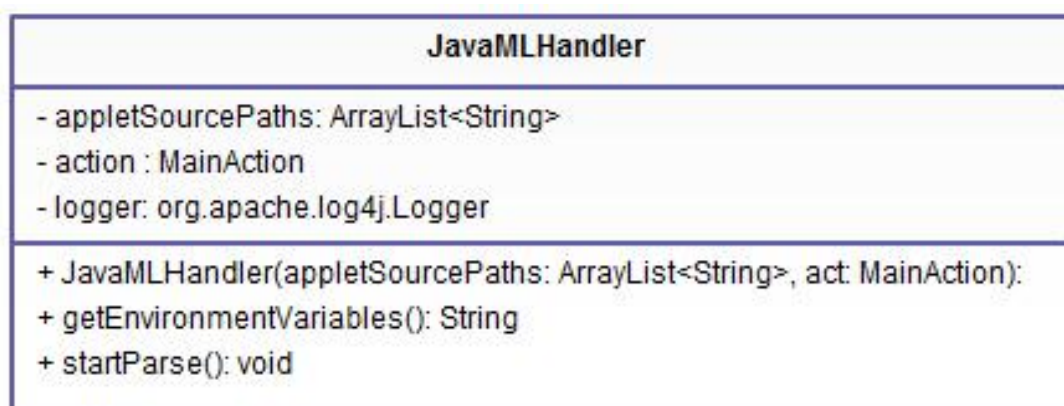 JavaMLHandler
- appletSourcePaths: ArrayList<String>
- action : MainAction
- logger: org.apache.log4j.Logger
+ JavaMLHandler(appletSourcePaths: ArrayList<String>, act: MainAction):
+ getEnvironmentVariables(): String
+ startParse(): void